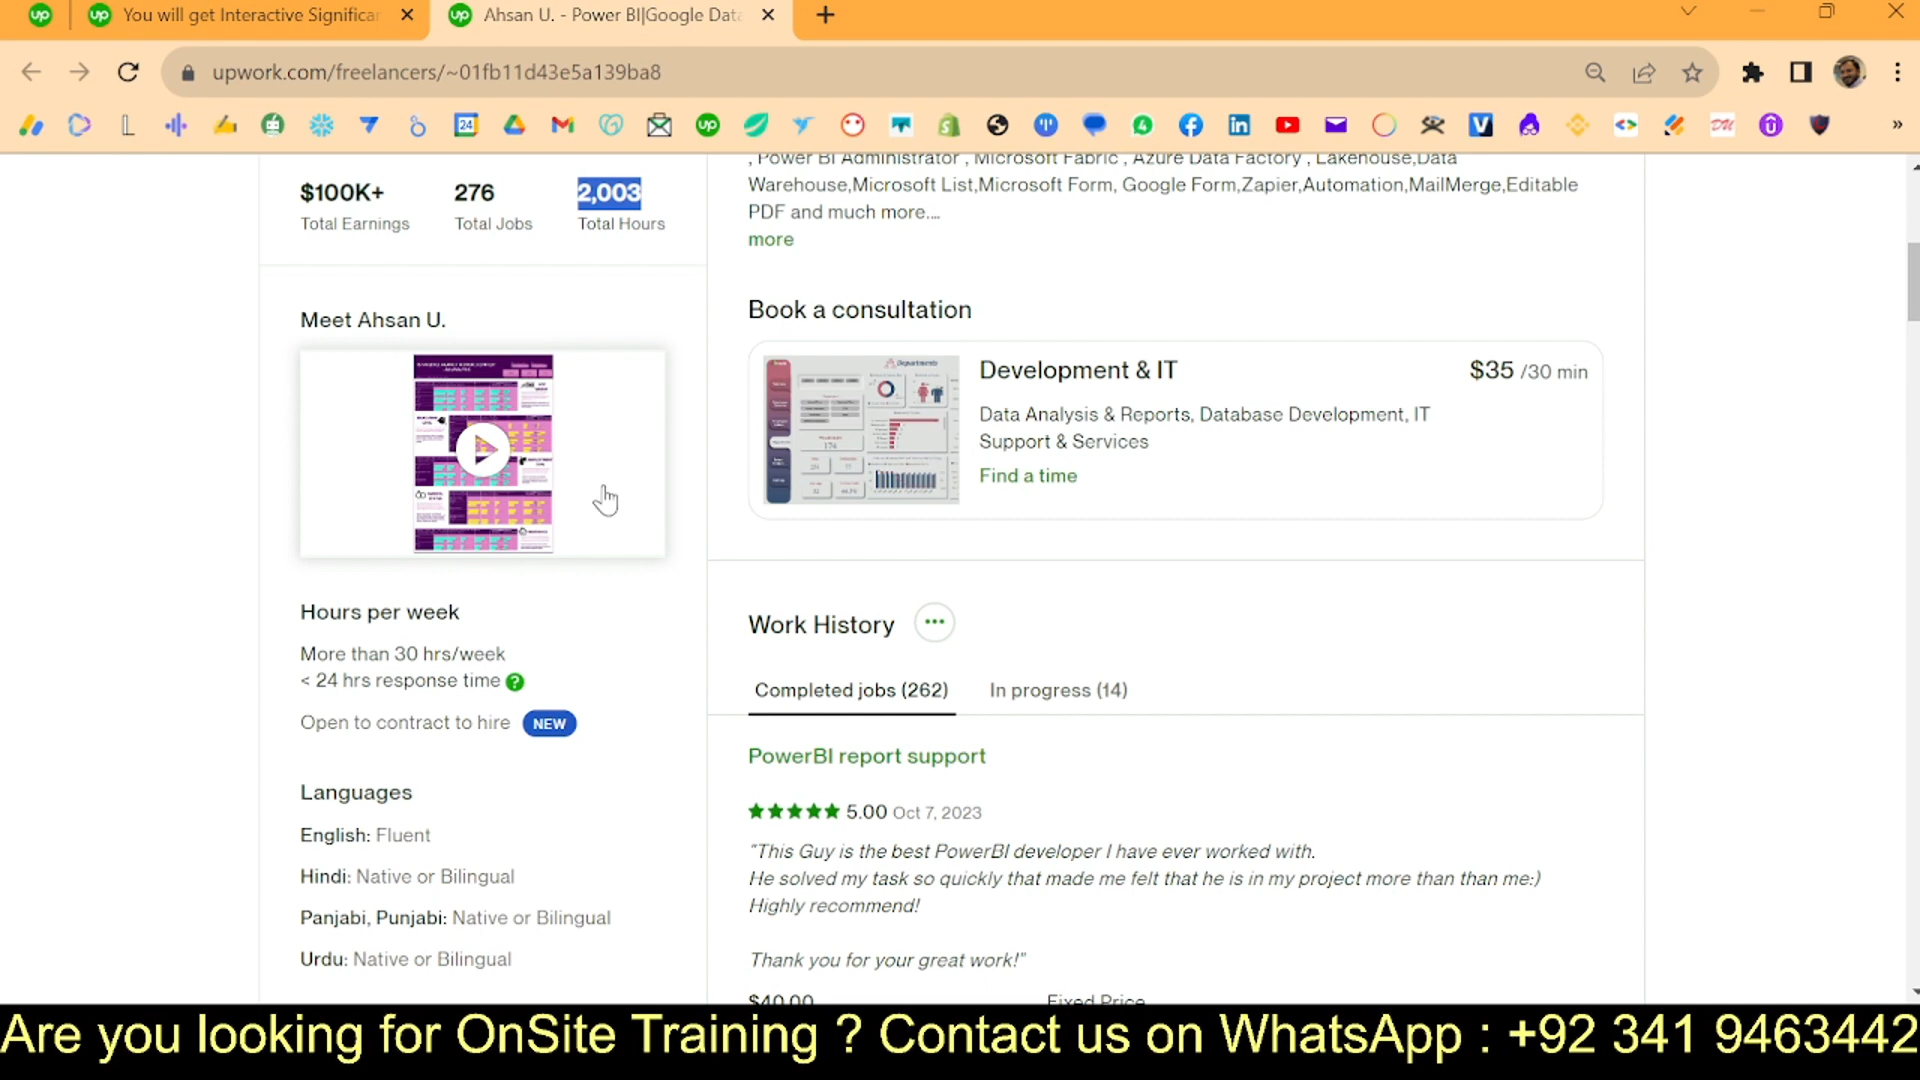 You will get Interactive Significan
Ahsan U. - Power BI|Google Data
upwork.com/freelancers/~01fb11d43e5a139ba8
$100K+
Total Earnings
276
Total Jobs
2,003
Total Hours
, Power BI Administrator , Microsoft Fabric , Azure Data Factory , Lakehouse,Data
Warehouse,Microsoft List,Microsoft Form, Google Form,Zapier,Automation,MailMerge,Editable
PDF and much more....
more
Meet Ahsan U.
Hours per week
More than 30 hrs/week
< 24 hrs response time ?
Open to contract to hire NEW
Languages
English: Fluent
Hindi: Native or Bilingual
Panjabi, Punjabi: Native or Bilingual
Urdu: Native or Bilingual
Book a consultation
Departments
Development & IT
$35 /30 min
Data Analysis & Reports, Database Development, IT
Support & Services
Find a time
Work History
Completed jobs (262)
In progress (14)
PowerBI report support
5.00 Oct 7, 2023
"This Guy is the best PowerBI developer I have ever worked with.
He solved my task so quickly that made me felt that he is in my project more than than me:)
Highly recommend!
Thank you for your great work!"
$40.00
Fixed Price
Are you looking for OnSite Training ? Contact us on WhatsApp : +92 341 9463442